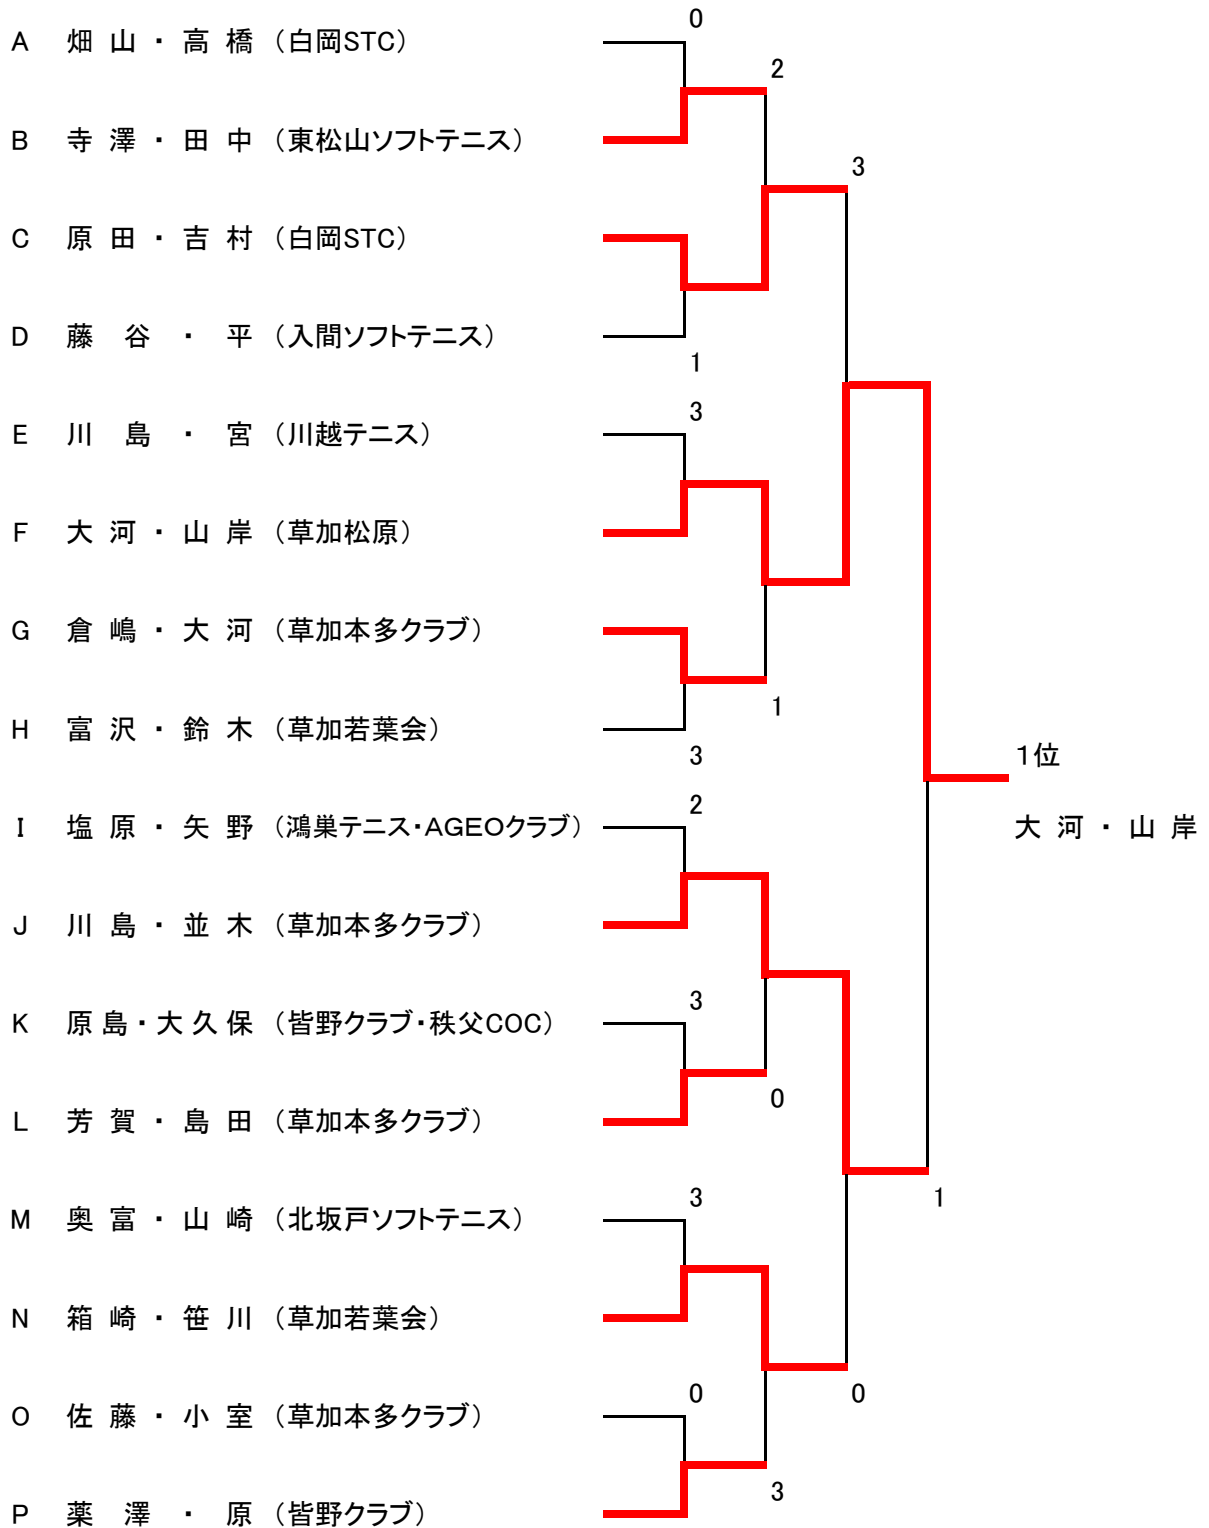 0
A 畑山・高橋（白岡STC）
2
B 寺澤・田中（東松山ソフトテニス）
3
C 原田・吉村（白岡STC）
D 藤谷・平（入間ソフトテニス）
1
3
E 川島・宮（川越テニス）
F 大河・山岸（草加松原）
G 倉嶋・大河（草加本多クラブ）
1
H 富沢・鈴木（草加若葉会）
3
1位
2
I 塩原・矢野（鴻巣テニス・AGEOクラブ）
大河・山岸
J 川島・並木（草加本多クラブ）
3
K 原島・大久保（皆野クラブ・秩父COC）
0
L 芳賀・島田（草加本多クラブ）
3
1
M 奥富・山崎（北坂戸ソフトテニス）
N 箱崎・笹川（草加若葉会）
0
0
O 佐藤・小室（草加本多クラブ）
3
P 薬澤・原（皆野クラブ）